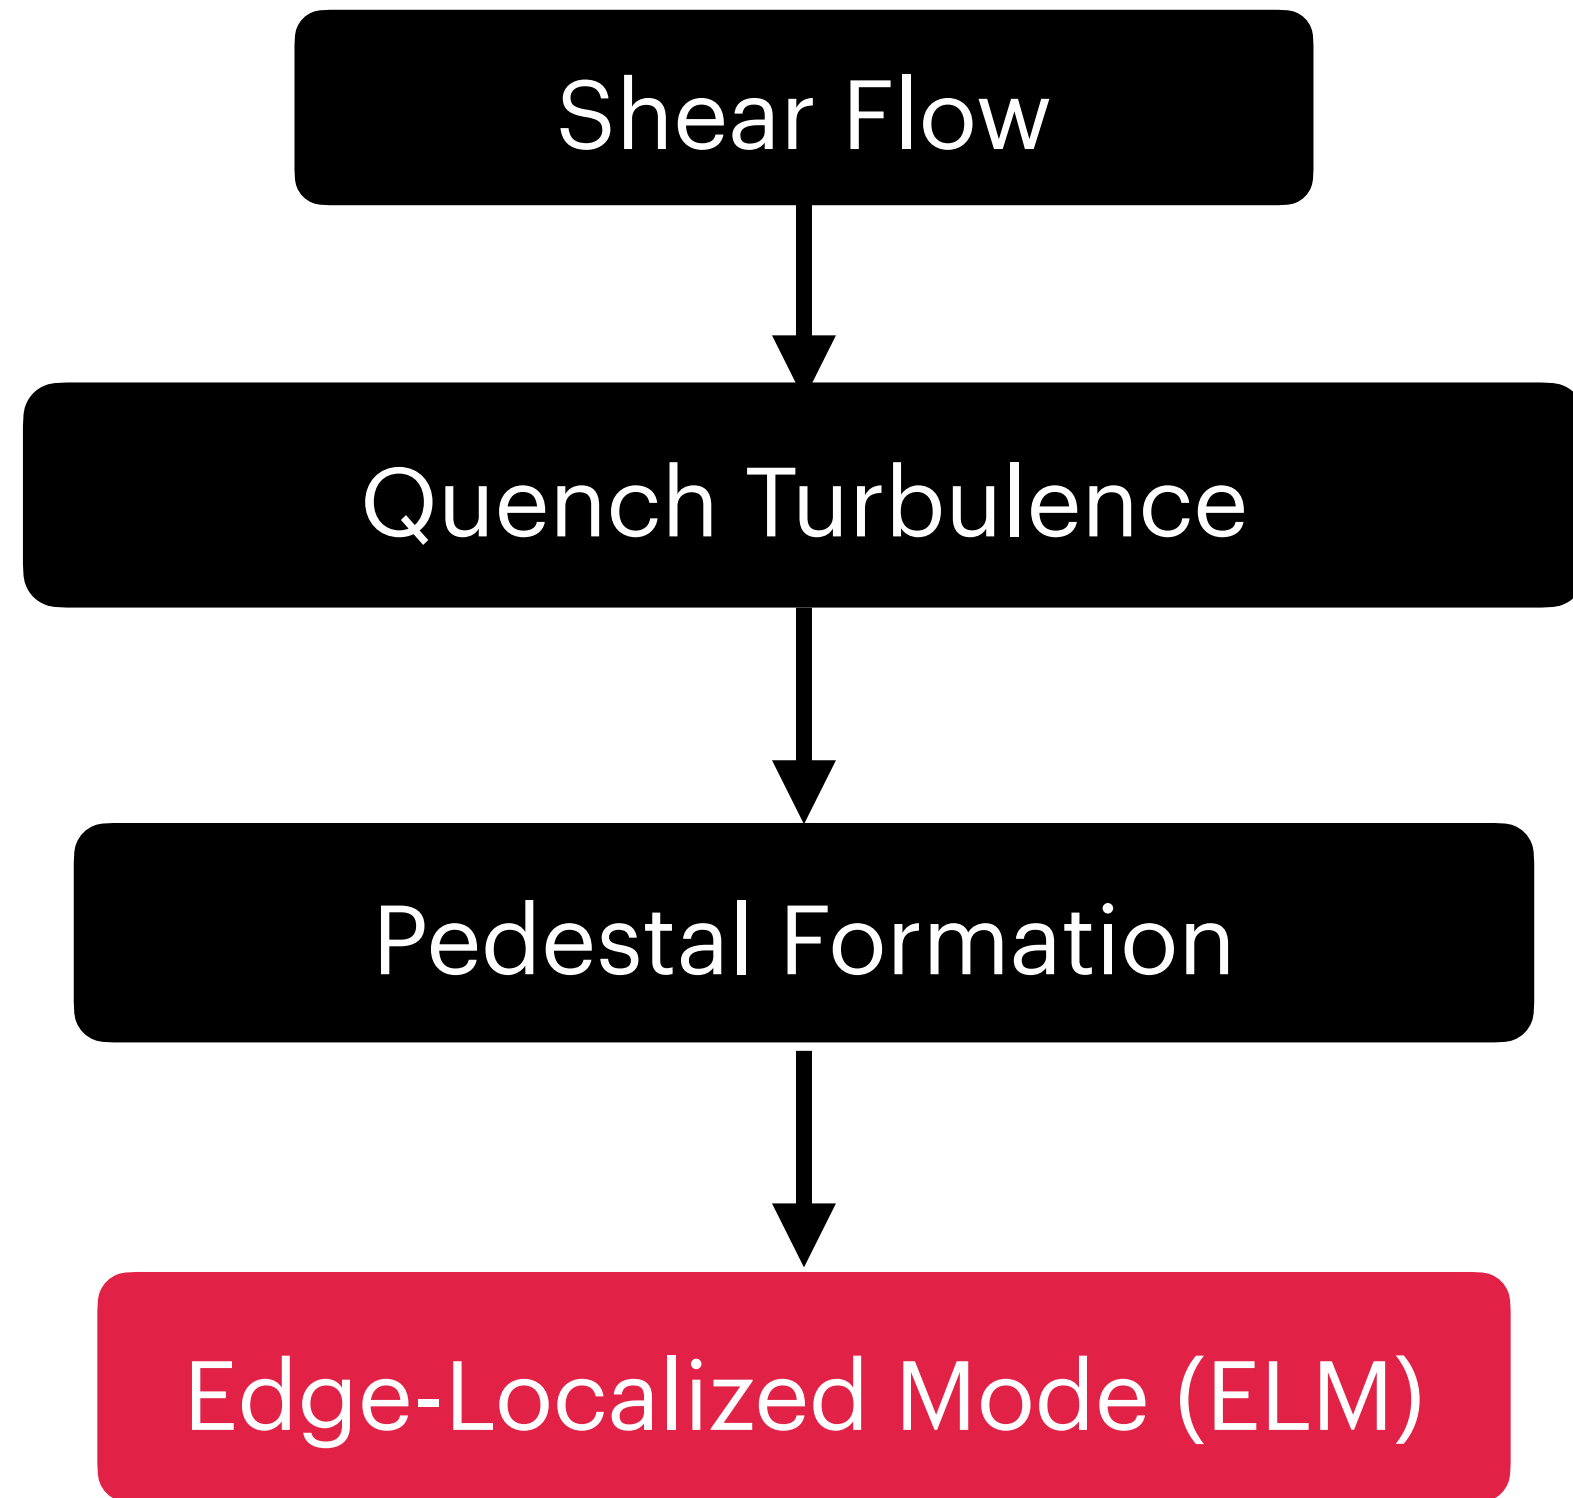 Shear Flow
Quench Turbulence
Pedestal Formation
Edge-Localized Mode (ELM)